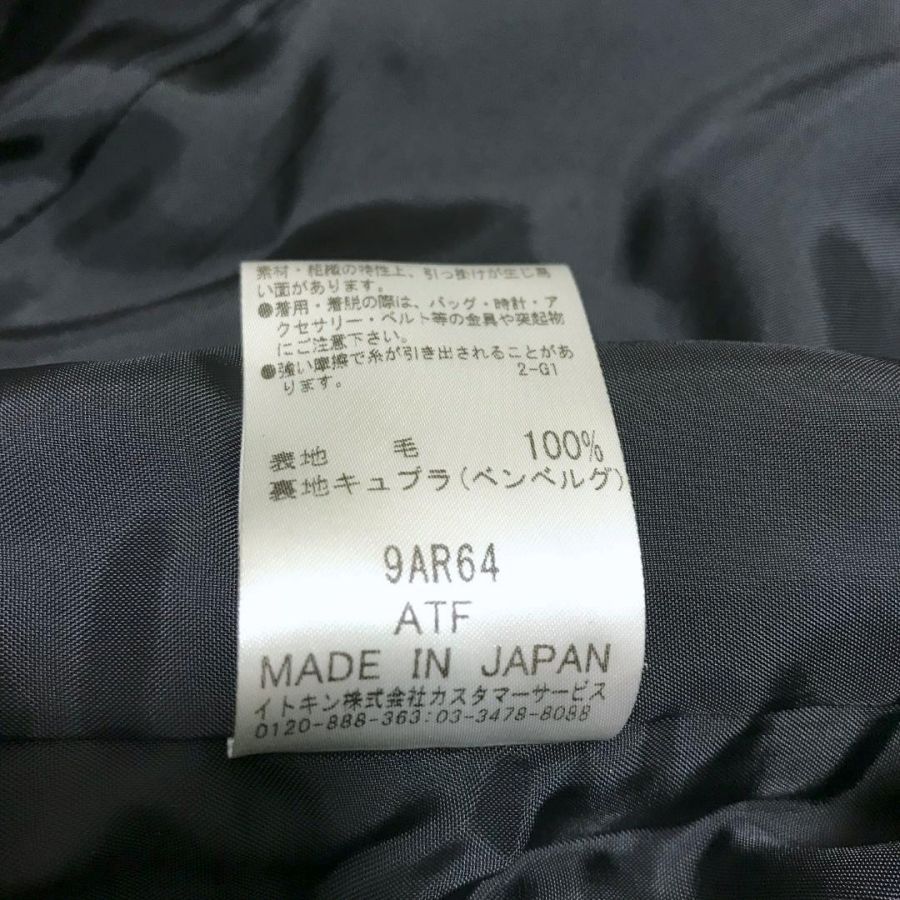 素材・組織の特性上、引っ掛けが生じ易
い面があります。
●着用・着脱の際は、バッグ・時計・ア
クセサリー・ベルト等の金具や突起物
にご注意下さい。
●強い摩擦で糸が引き出されることがあ
ります。 2-G1
表地 毛 100%
裏地キュプラ(ベンベルグ)
9AR64
ATF
MADE IN JAPAN
イトキン株式会社カスタマーサービス
0120-888-363:03-3478-8088